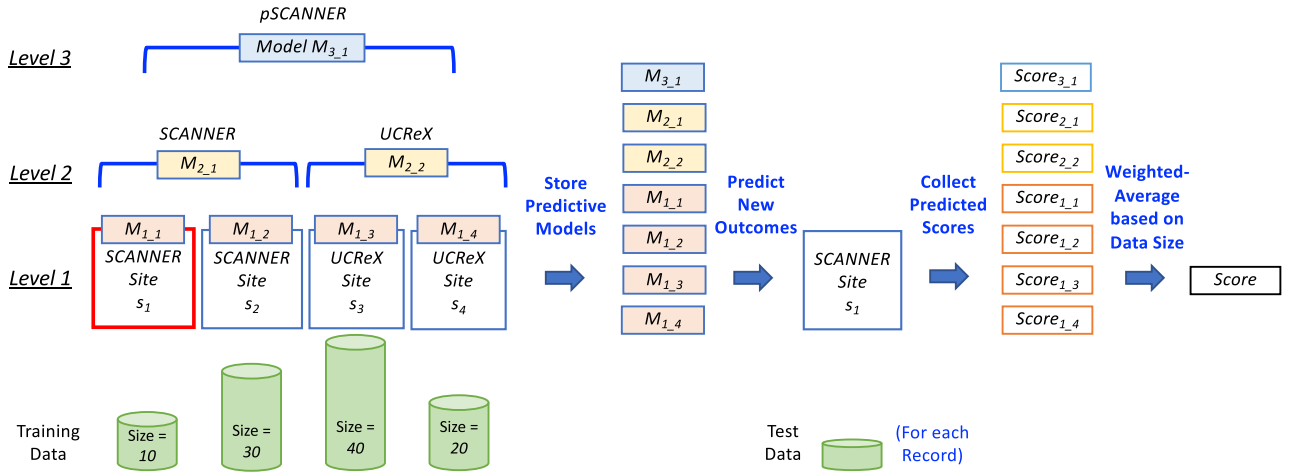 pSCANNER
Level 3
Model M3_1
SCANNER
UCReX
Level 2
M2_1
M2_2
Level 1
M1_1
SCANNER
Site
s1
M1_2
SCANNER
Site
s2
M1_3
UCReX
Site
s3
M1_4
UCReX
Site
s4
Training
Data
Size =
10
Size =
30
Size =
40
Size =
20
Store
Predictive
Models
M3_1
M2_1
M2_2
M1_1
M1_2
M1_3
M1_4
Predict
New
Outcomes
SCANNER
Site
s1
Test
Data
(For each
Record)
Collect
Predicted
Scores
Score3_1
Score2_1
Score2_2
Score1_1
Score1_2
Score1_3
Score1_4
Weighted-
Average
based on
Data Size
Score